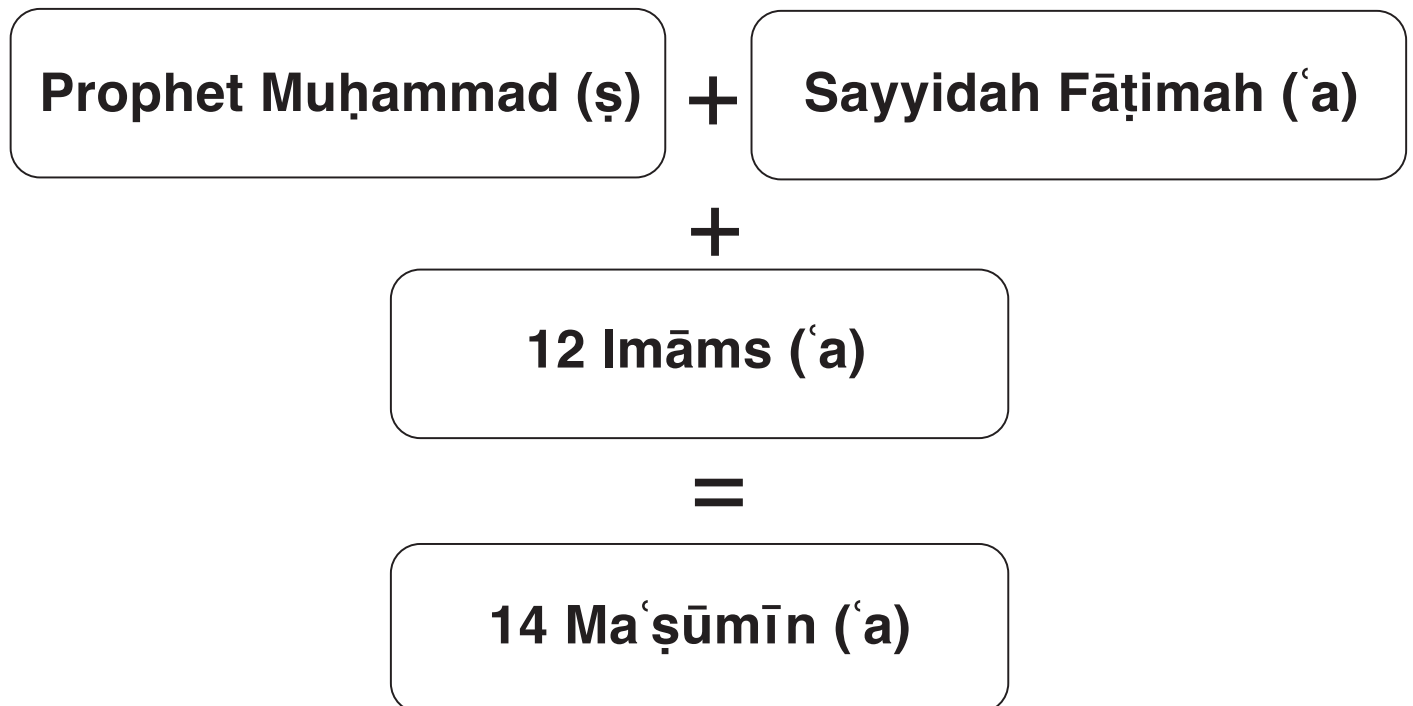 Prophet Muḥammad (ṣ) + Sayyidah Fāṭimah (ʿa)
+
12 Imāms (ʿa)
=
14 Maʿṣūmīn (ʿa)